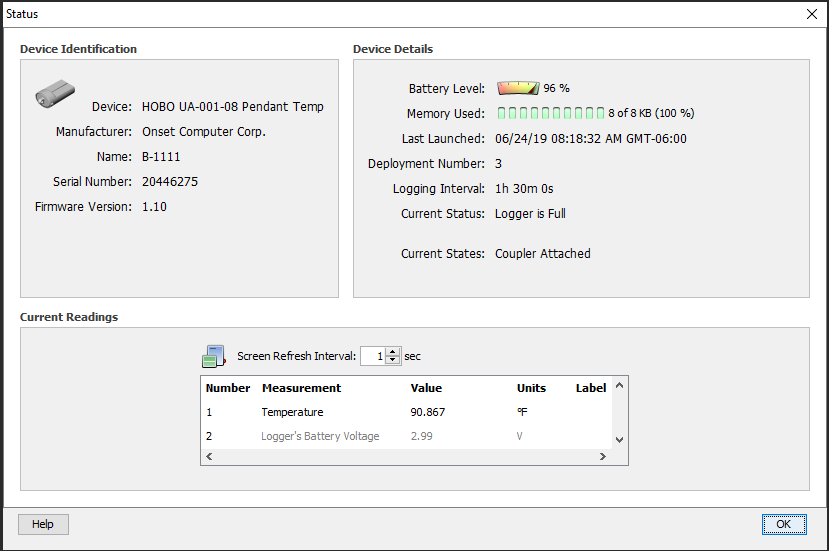 Status
Device Identification
Device: HOBO UA-001-08 Pendant Temp
Manufacturer: Onset Computer Corp.
Name: B-1111
Serial Number: 20446275
Firmware Version: 1.10
Device Details
Battery Level: 96 %
Memory Used: 8 of 8 KB (100 %)
Last Launched: 06/24/19 08:18:32 AM GMT-06:00
Deployment Number: 3
Logging Interval: 1h 30m 0s
Current Status: Logger is Full
Current States: Coupler Attached
Current Readings
Screen Refresh Interval: 1 sec
Number Measurement Value Units Label
1 Temperature 90.867 °F
2 Logger's Battery Voltage 2.99 V
Help OK